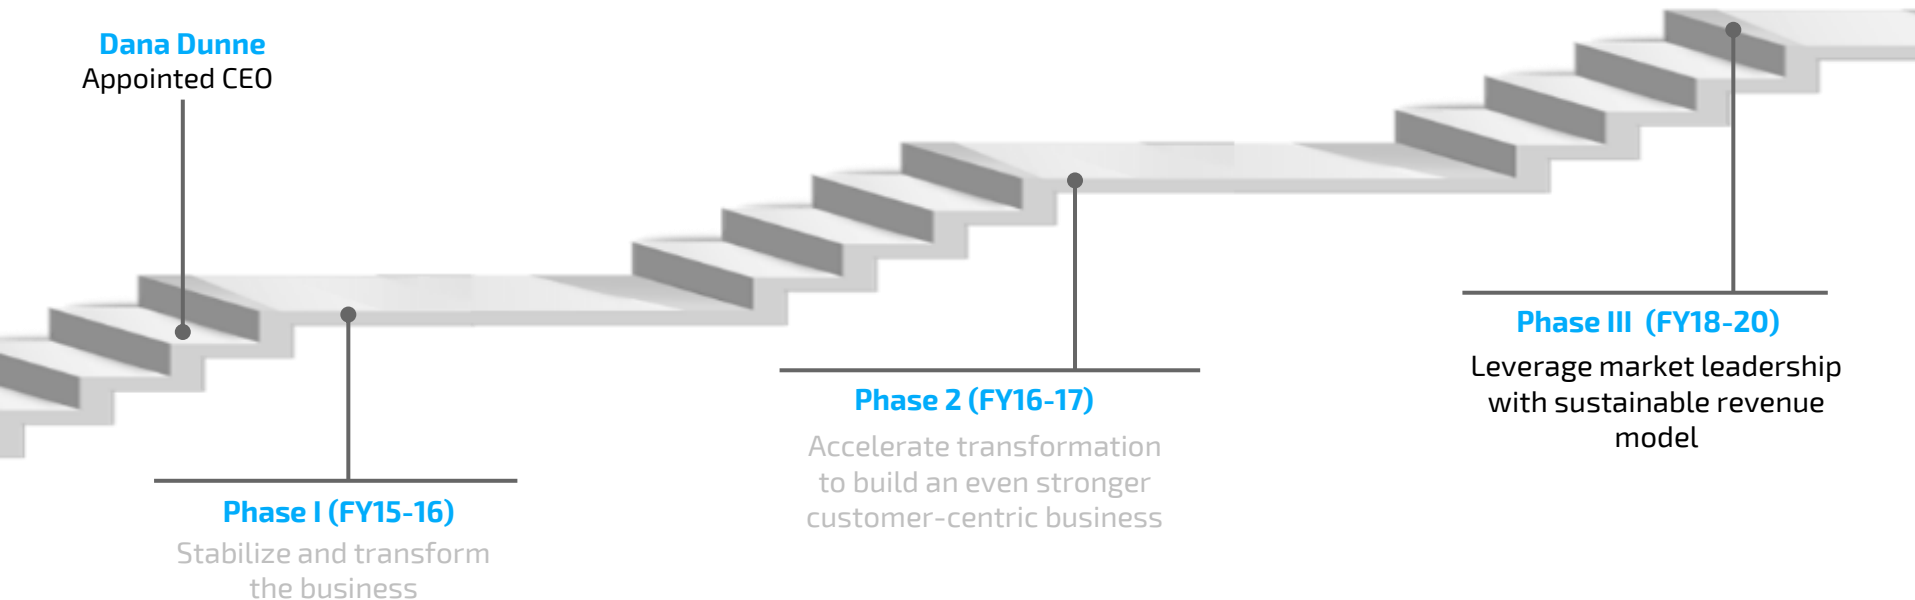 Dana Dunne
Appointed CEO
Phase I (FY15-16)
Stabilize and transform
the business
Phase 2 (FY16-17)
Accelerate transformation
to build an even stronger
customer-centric business
Phase III (FY18-20)
Leverage market leadership
with sustainable revenue
model